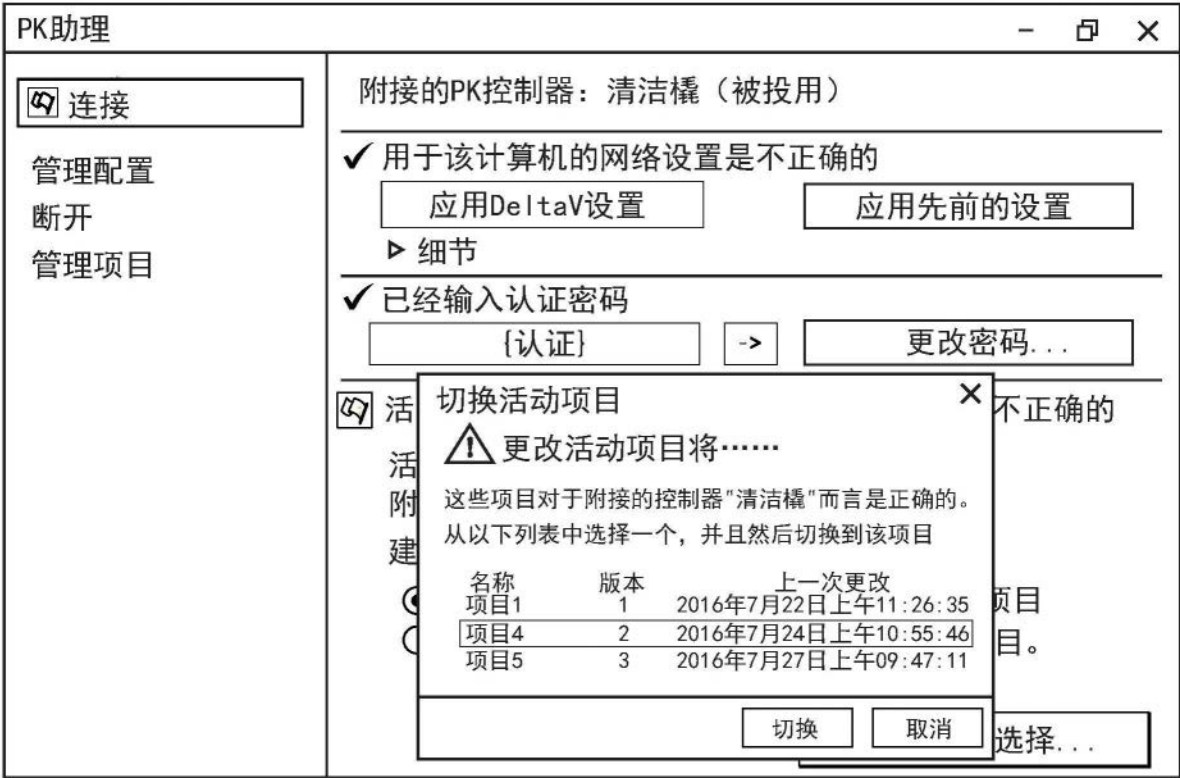 PK助理
连接
管理配置
断开
管理项目
附接的PK控制器：清洁橇（被投用）
用于该计算机的网络设置是不正确的
应用DeltaV设置 应用先前的设置
细节
已经输入认证密码
{认证} -> 更改密码...
活 不正确的
活
附
建
项目
目。
选择...
切换活动项目
更改活动项目将……
这些项目对于附接的控制器"清洁橇"而言是正确的。
从以下列表中选择一个，并且然后切换到该项目
名称 版本 上一次更改
项目1 1 2016年7月22日上午11:26:35
项目4 2 2016年7月24日上午10:55:46
项目5 3 2016年7月27日上午09:47:11
切换 取消